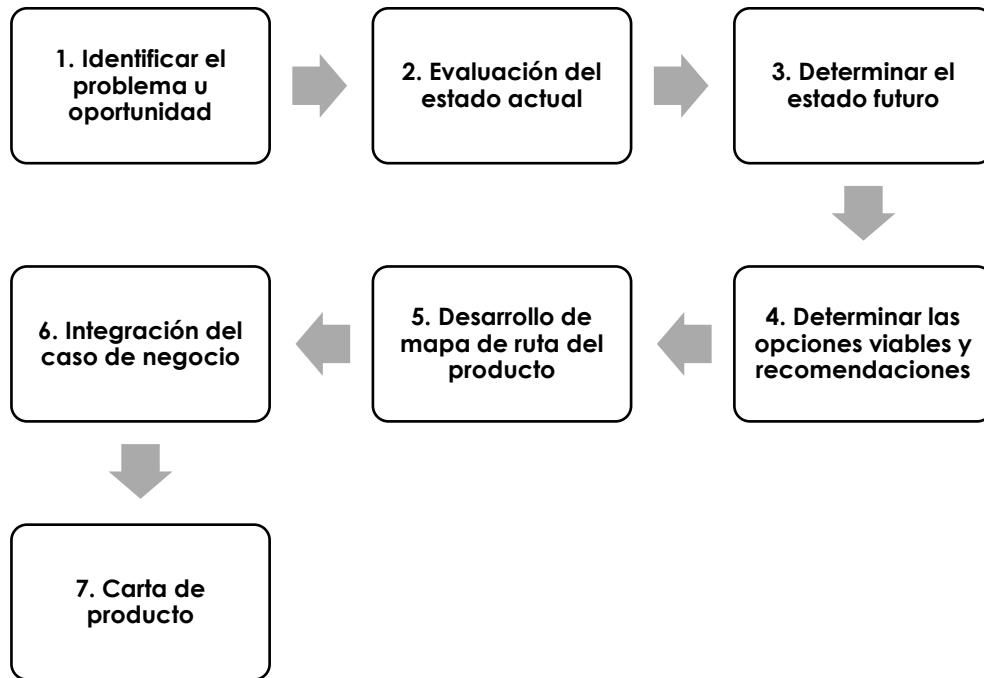 1. Identificar el
problema u
oportunidad
2. Evaluación del
estado actual
3. Determinar el
estado futuro
4. Determinar las
opciones viables y
recomendaciones
5. Desarrollo de
mapa de ruta del
producto
6. Integración del
caso de negocio
7. Carta de
producto